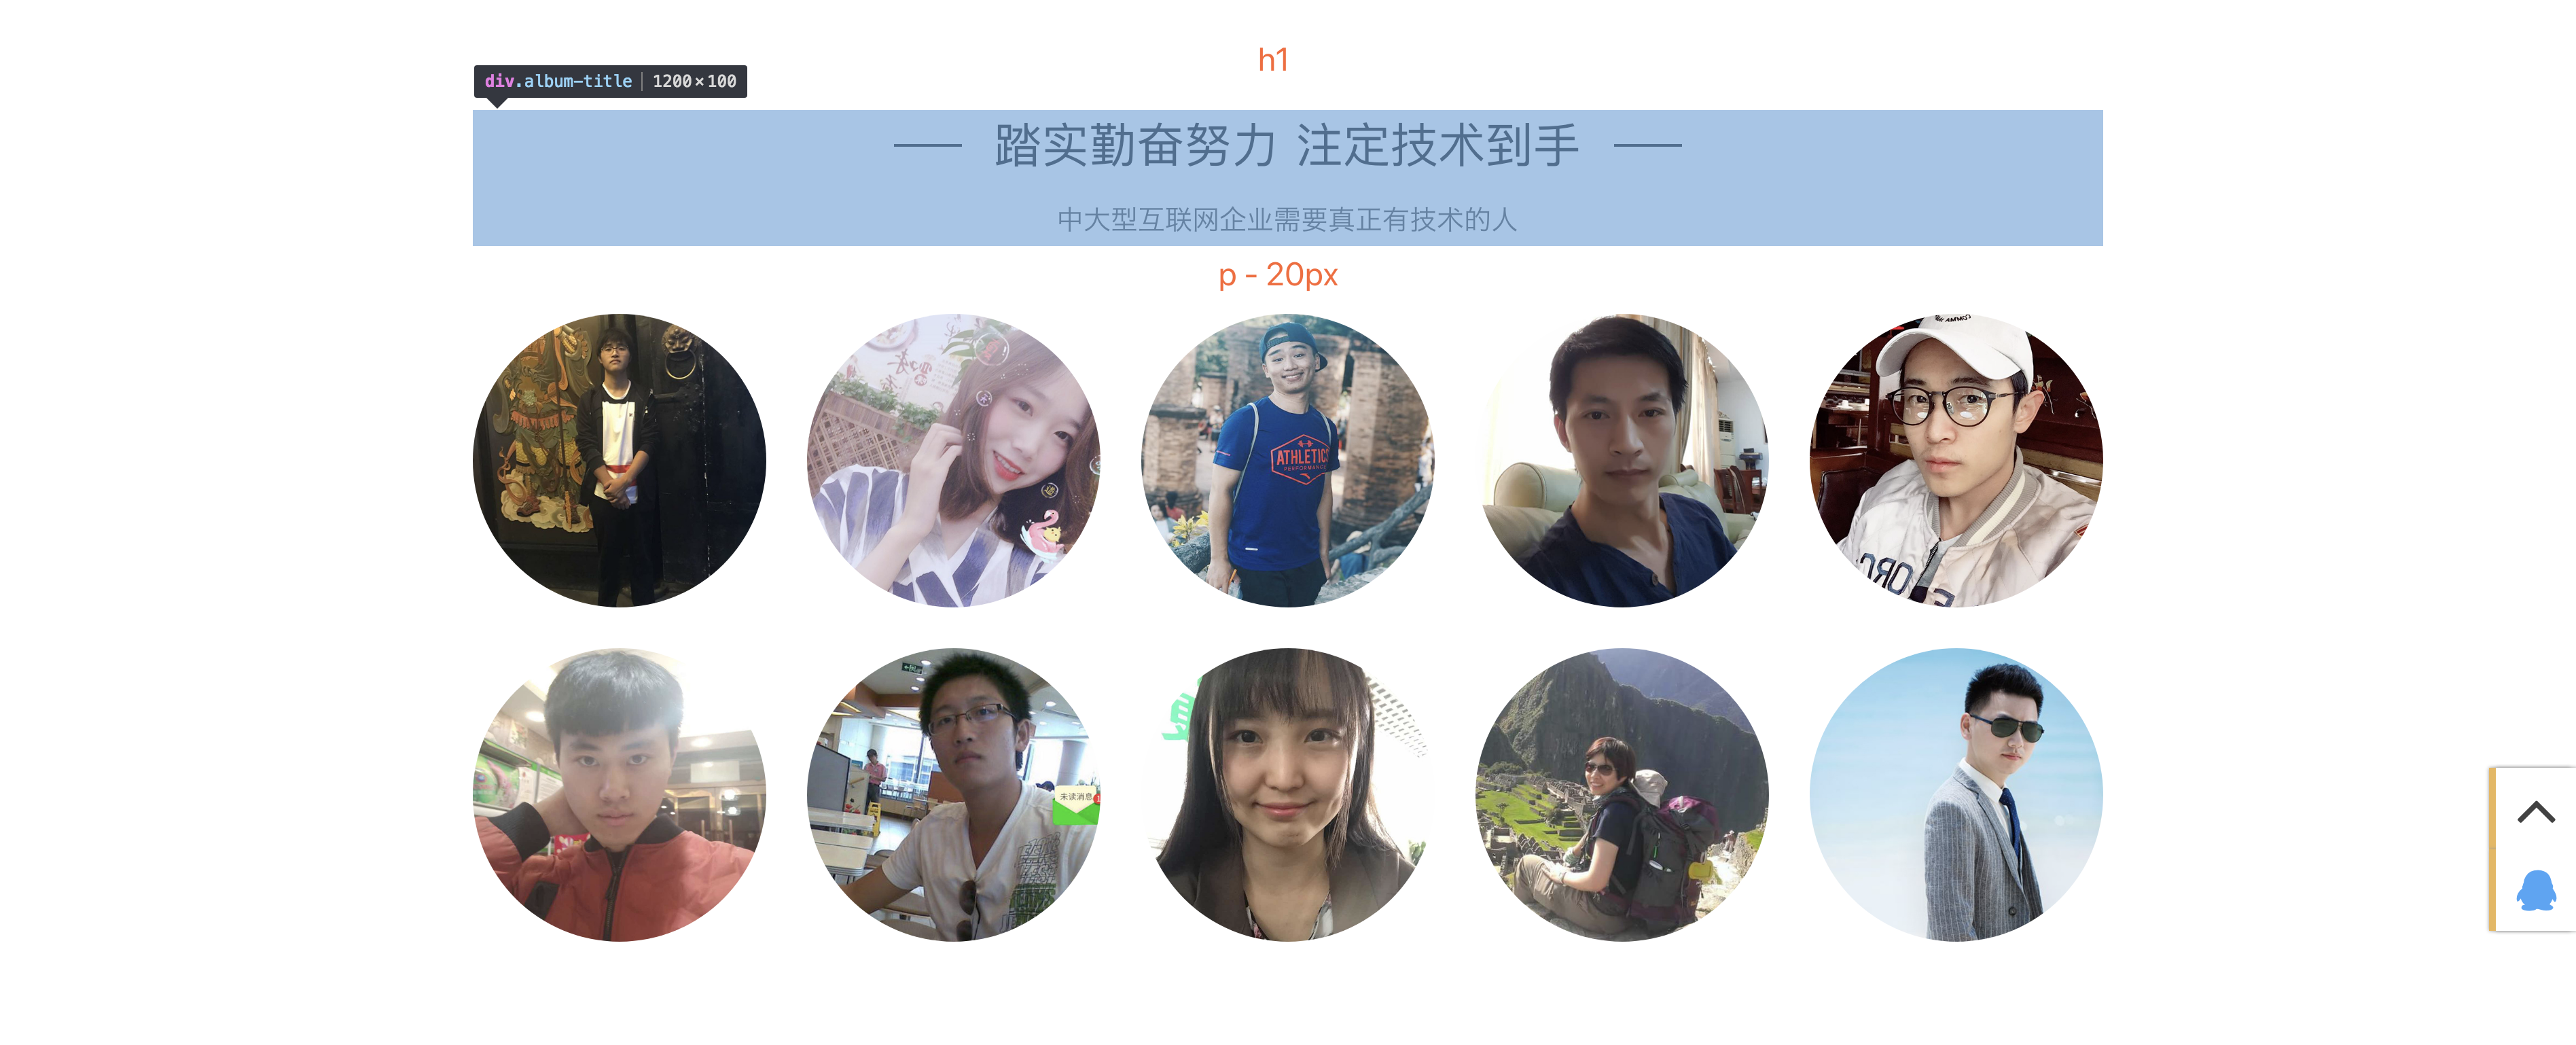 h1
div.album-title | 1200×100
踏实勤奋努力 注定技术到手
中大型互联网企业需要真正有技术的人
p - 20px
ATHLETICS
PERFORMANCE
未读消息